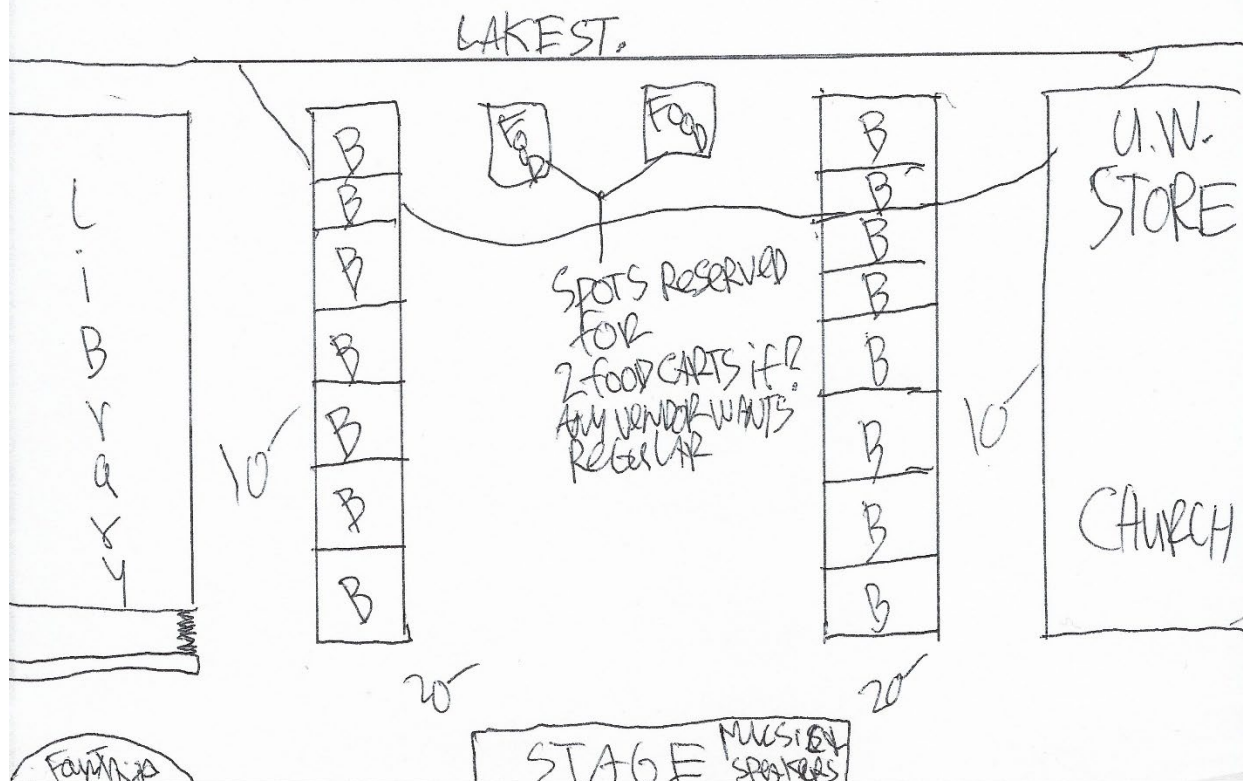 LAKE ST.
B
B
B
B
B
B
B
FOOD
FOOD
B
B
B
B
B
B
B
B
U.W.
STORE
CHURCH
LiBrary
SPOTS RESERVED
FOR
2 FOOD CARTS if?
ANY VENDOR WANTS
REGULAR
10
10
20
20
STAGE
MUSIC &
SPEAKERS